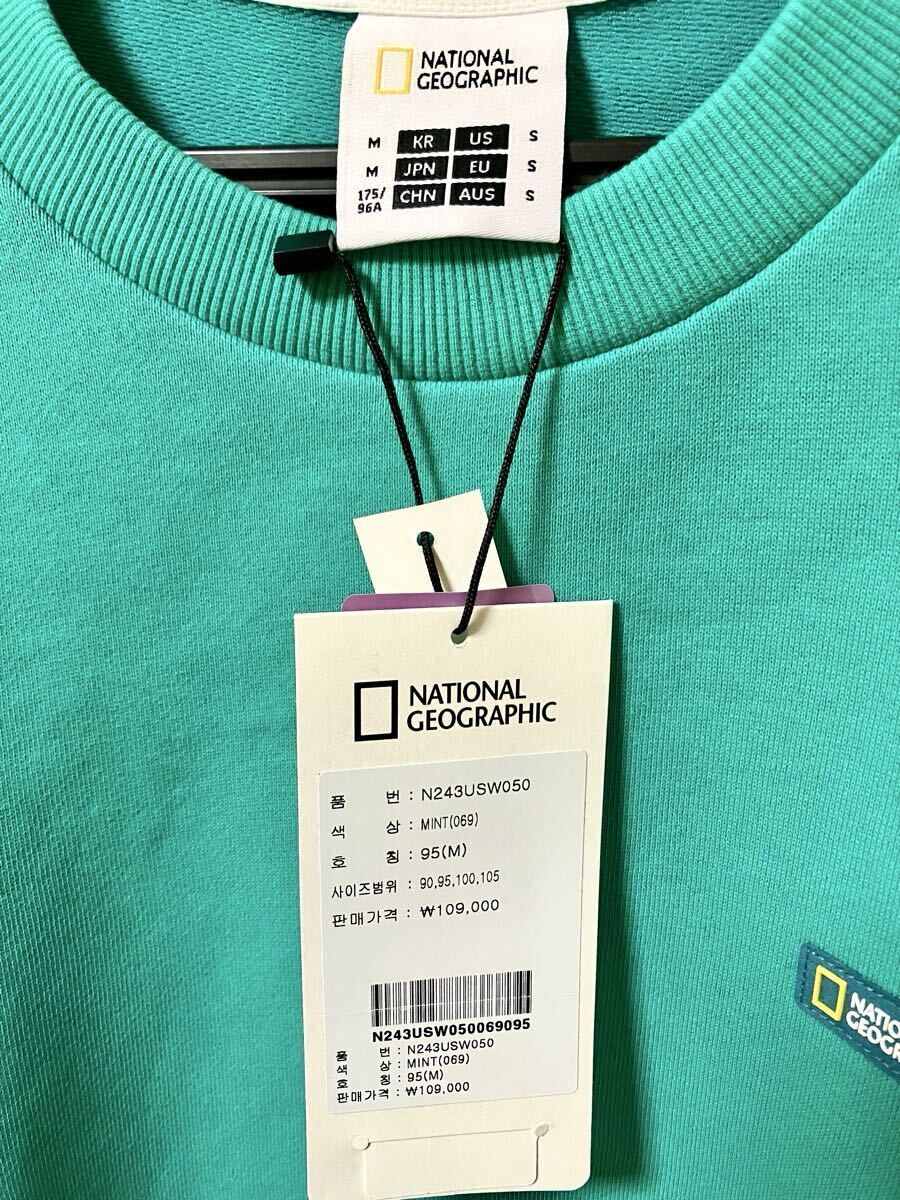 NATIONAL
GEOGRAPHIC
M KR US S
M JPN EU S
175/
96A CHN AUS S
NATIONAL
GEOGRAPHIC
품 번 : N243USW050
색 상 : MINT(069)
호 칭 : 95(M)
사이즈범위 : 90,95,100,105
판매가격 : ₩109,000
N243USW050069095
품 번 : N243USW050
색 상 : MINT(069)
호 칭 : 95(M)
판매가격 : ₩109,000